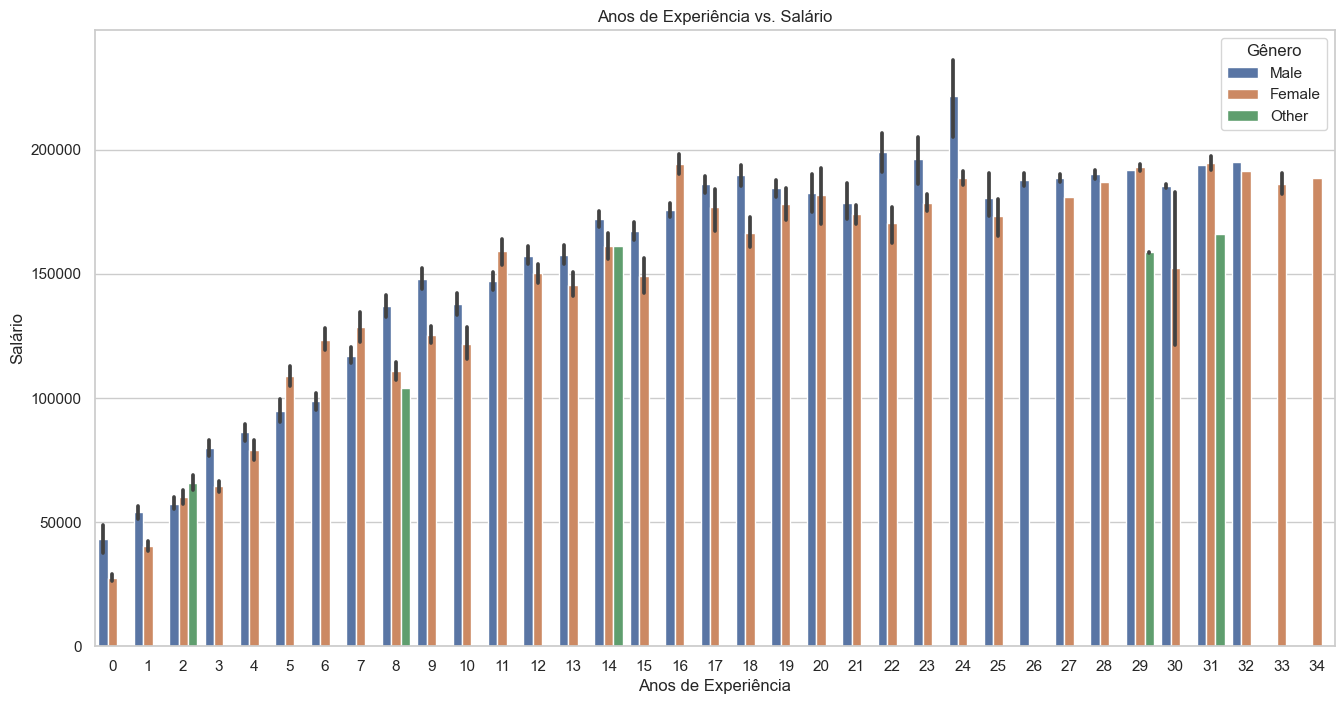 Anos de Experiência vs. Salário
Gênero
Male
Female
Other
Salário
200000
150000
100000
50000
0
0 1 2 3 4 5 6 7 8 9 10 11 12 13 14 15 16 17 18 19 20 21 22 23 24 25 26 27 28 29 30 31 32 33 34
Anos de Experiência